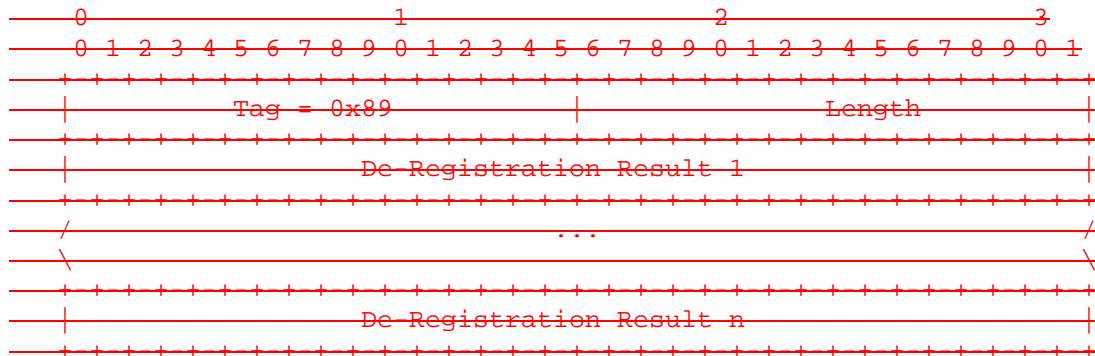 0                   1                   2                   3
 0 1 2 3 4 5 6 7 8 9 0 1 2 3 4 5 6 7 8 9 0 1 2 3 4 5 6 7 8 9 0 1
+-+-+-+-+-+-+-+-+-+-+-+-+-+-+-+-+-+-+-+-+-+-+-+-+-+-+-+-+-+-+-+-+
|          Tag = 0x89           |               Length          |
+-+-+-+-+-+-+-+-+-+-+-+-+-+-+-+-+-+-+-+-+-+-+-+-+-+-+-+-+-+-+-+-+
|                  De-Registration Result 1                     |
+-+-+-+-+-+-+-+-+-+-+-+-+-+-+-+-+-+-+-+-+-+-+-+-+-+-+-+-+-+-+-+-+
/                              ...                              /
\                                                               \
+-+-+-+-+-+-+-+-+-+-+-+-+-+-+-+-+-+-+-+-+-+-+-+-+-+-+-+-+-+-+-+-+
|                  De-Registration Result n                     |
+-+-+-+-+-+-+-+-+-+-+-+-+-+-+-+-+-+-+-+-+-+-+-+-+-+-+-+-+-+-+-+-+